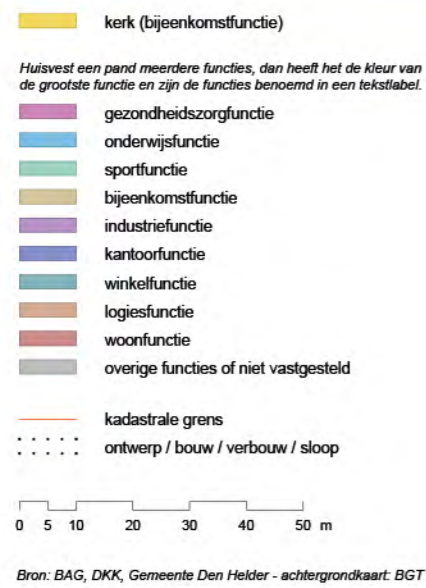 kerk (bijeenkomstfunctie)
Huisvest een pand meerdere functies, dan heeft het de kleur van
de grootste functie en zijn de functies benoemd in een tekstlabel.
gezondheidszorgfunctie
onderwijsfunctie
sportfunctie
bijeenkomstfunctie
industriefunctie
kantoorfunctie
winkelfunctie
logiesfunctie
woonfunctie
overige functies of niet vastgesteld
kadastrale grens
ontwerp / bouw / verbouw / sloop
0 5 10 20 30 40 50 m
Bron: BAG, DKK, Gemeente Den Helder - achtergrondkaart: BGT